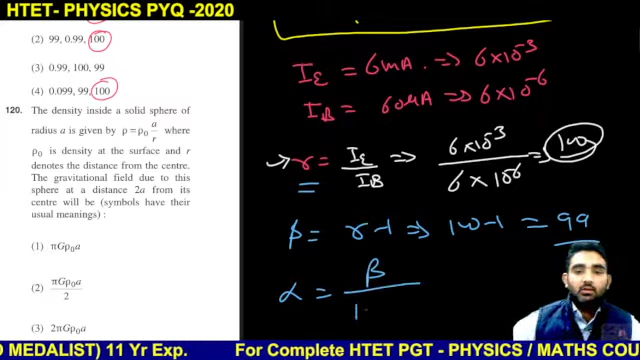 HTET- PHYSICS PYQ -2020
(2) 99, 0.99, 100
(3) 0.99, 100, 99
(4) 0.099, 99, 100
120. The density inside a solid sphere of
radius a is given by ρ = ρ₀ a/r where
ρ₀ is density at the surface and r
denotes the distance from the centre.
The gravitational field due to this
sphere at a distance 2a from its
centre will be (symbols have their
usual meanings) :
(1) πGρ₀a
(2) πGρ₀a/2
(3) 2πGρ₀a
I_E = 6mA. => 6×10⁻³
I_B = 60μA => 6×10⁻⁶
→ r = I_E/I_B => 6×10⁻³/6×10⁻⁶ = 100
β = r-1 => 100-1 = 99
α = β/1
D MEDALIST) 11 Yr Exp. For Complete HTET PGT - PHYSICS / MATHS COU